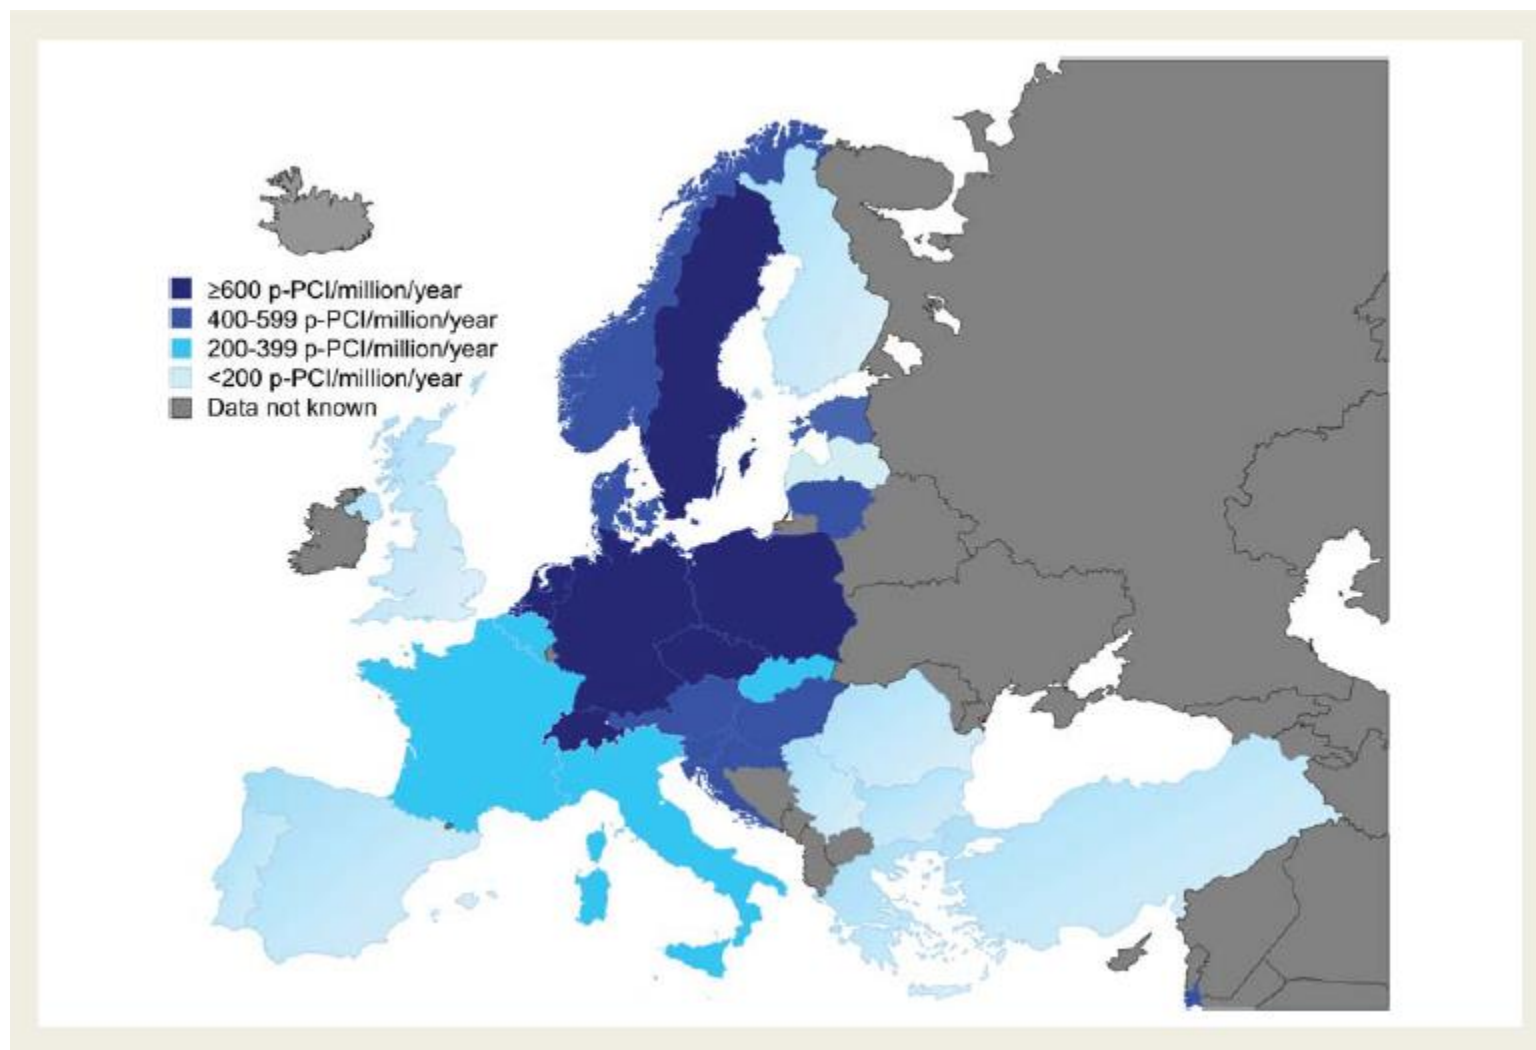 ≥600 p-PCI/million/year
400-599 p-PCI/million/year
200-399 p-PCI/million/year
<200 p-PCI/million/year
Data not known